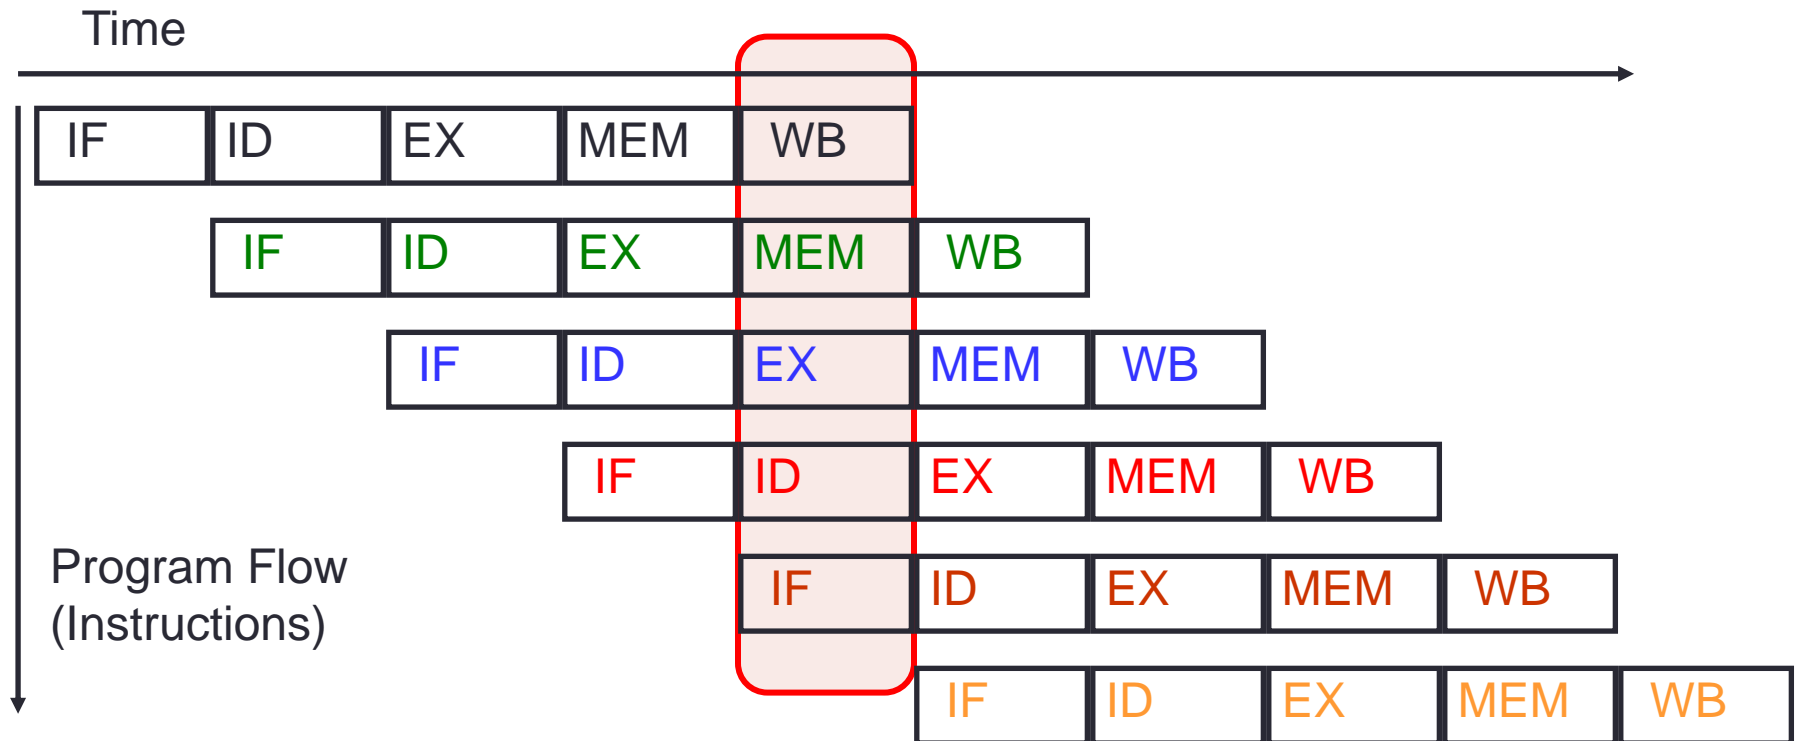 Time
IF ID EX MEM WB
IF ID EX MEM WB
IF ID EX MEM WB
IF ID EX MEM WB
Program Flow
(Instructions)
IF ID EX MEM WB
IF ID EX MEM WB